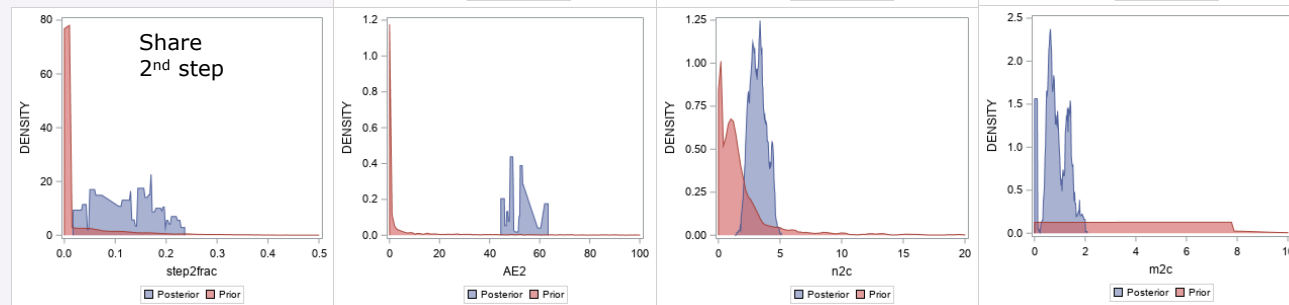 80
60
40
20
0
DENSITY
Share
2nd step
0.0 0.1 0.2 0.3 0.4 0.5
step2frac
Posterior Prior
1.2
1.0
0.8
0.6
0.4
0.2
0.0
DENSITY
0 20 40 60 80 100
AE2
Posterior Prior
1.25
1.00
0.75
0.50
0.25
0.00
DENSITY
0 5 10 15 20
n2c
Posterior Prior
2.5
2.0
1.5
1.0
0.5
0.0
DENSITY
0 2 4 6 8 10
m2c
Posterior Prior